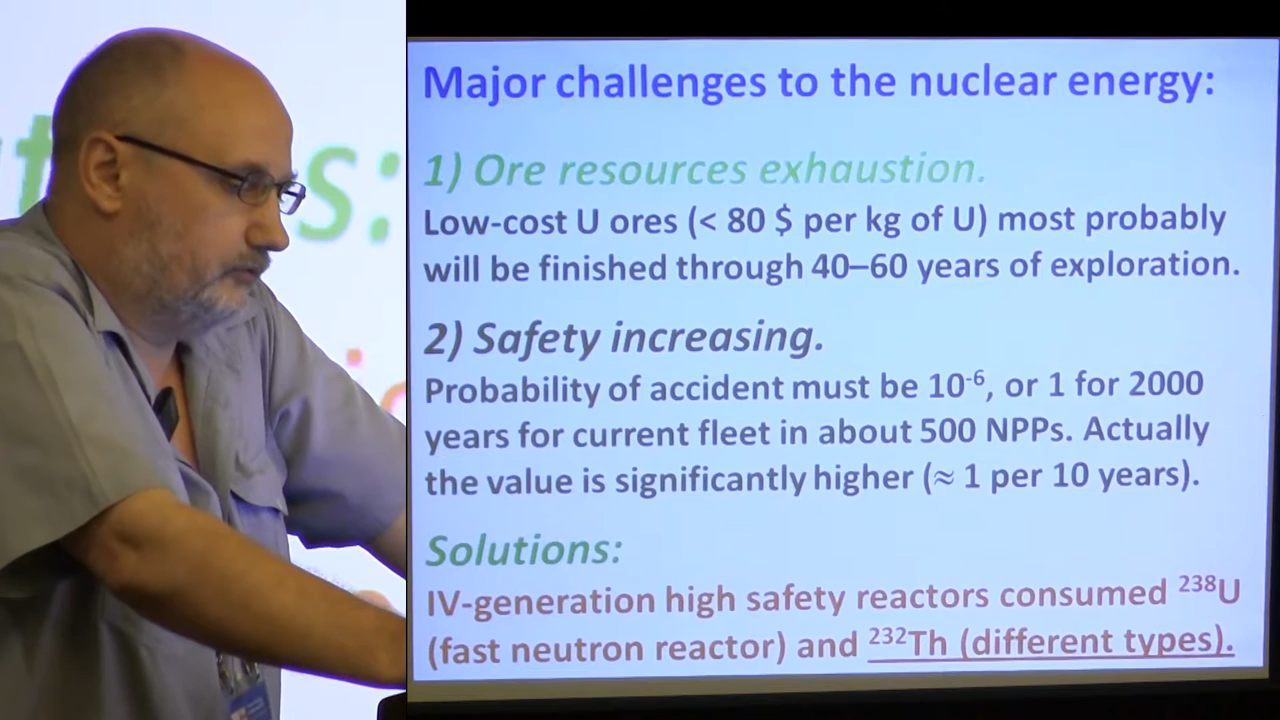 Major challenges to the nuclear energy:
1) Ore resources exhaustion.
Low-cost U ores (< 80 $ per kg of U) most probably
will be finished through 40–60 years of exploration.
2) Safety increasing.
Probability of accident must be 10⁻⁶, or 1 for 2000
years for current fleet in about 500 NPPs. Actually
the value is significantly higher (≈ 1 per 10 years).
Solutions:
IV-generation high safety reactors consumed ²³⁸U
(fast neutron reactor) and ²³²Th (different types).